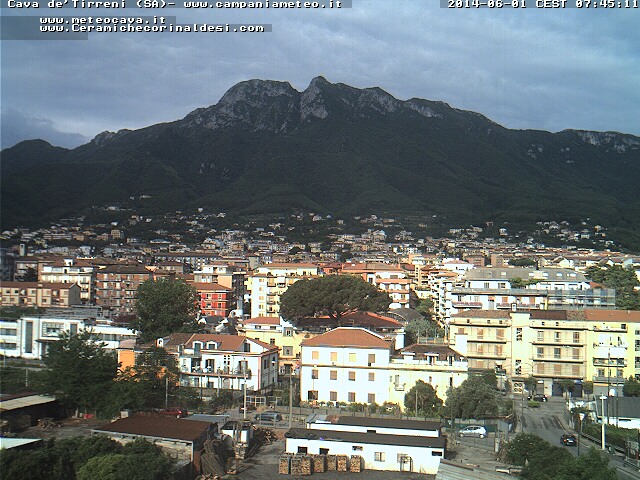 Cava de'Tirreni (SA)- www.campaniameteo.it
2014-06-01 CEST 07:45:11
www.meteocava.it
www.Ceramichecorinaldesi.com